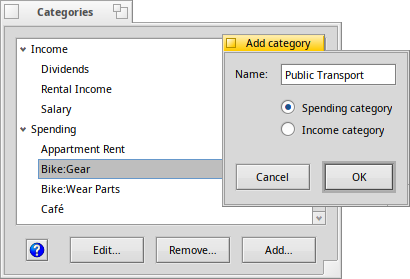 Categories
Income
Dividends
Rental Income
Salary
Spending
Appartment Rent
Bike:Gear
Bike:Wear Parts
Café
?
Edit...
Remove...
Add...
Add category
Name:
Public Transport
Spending category
Income category
Cancel
OK